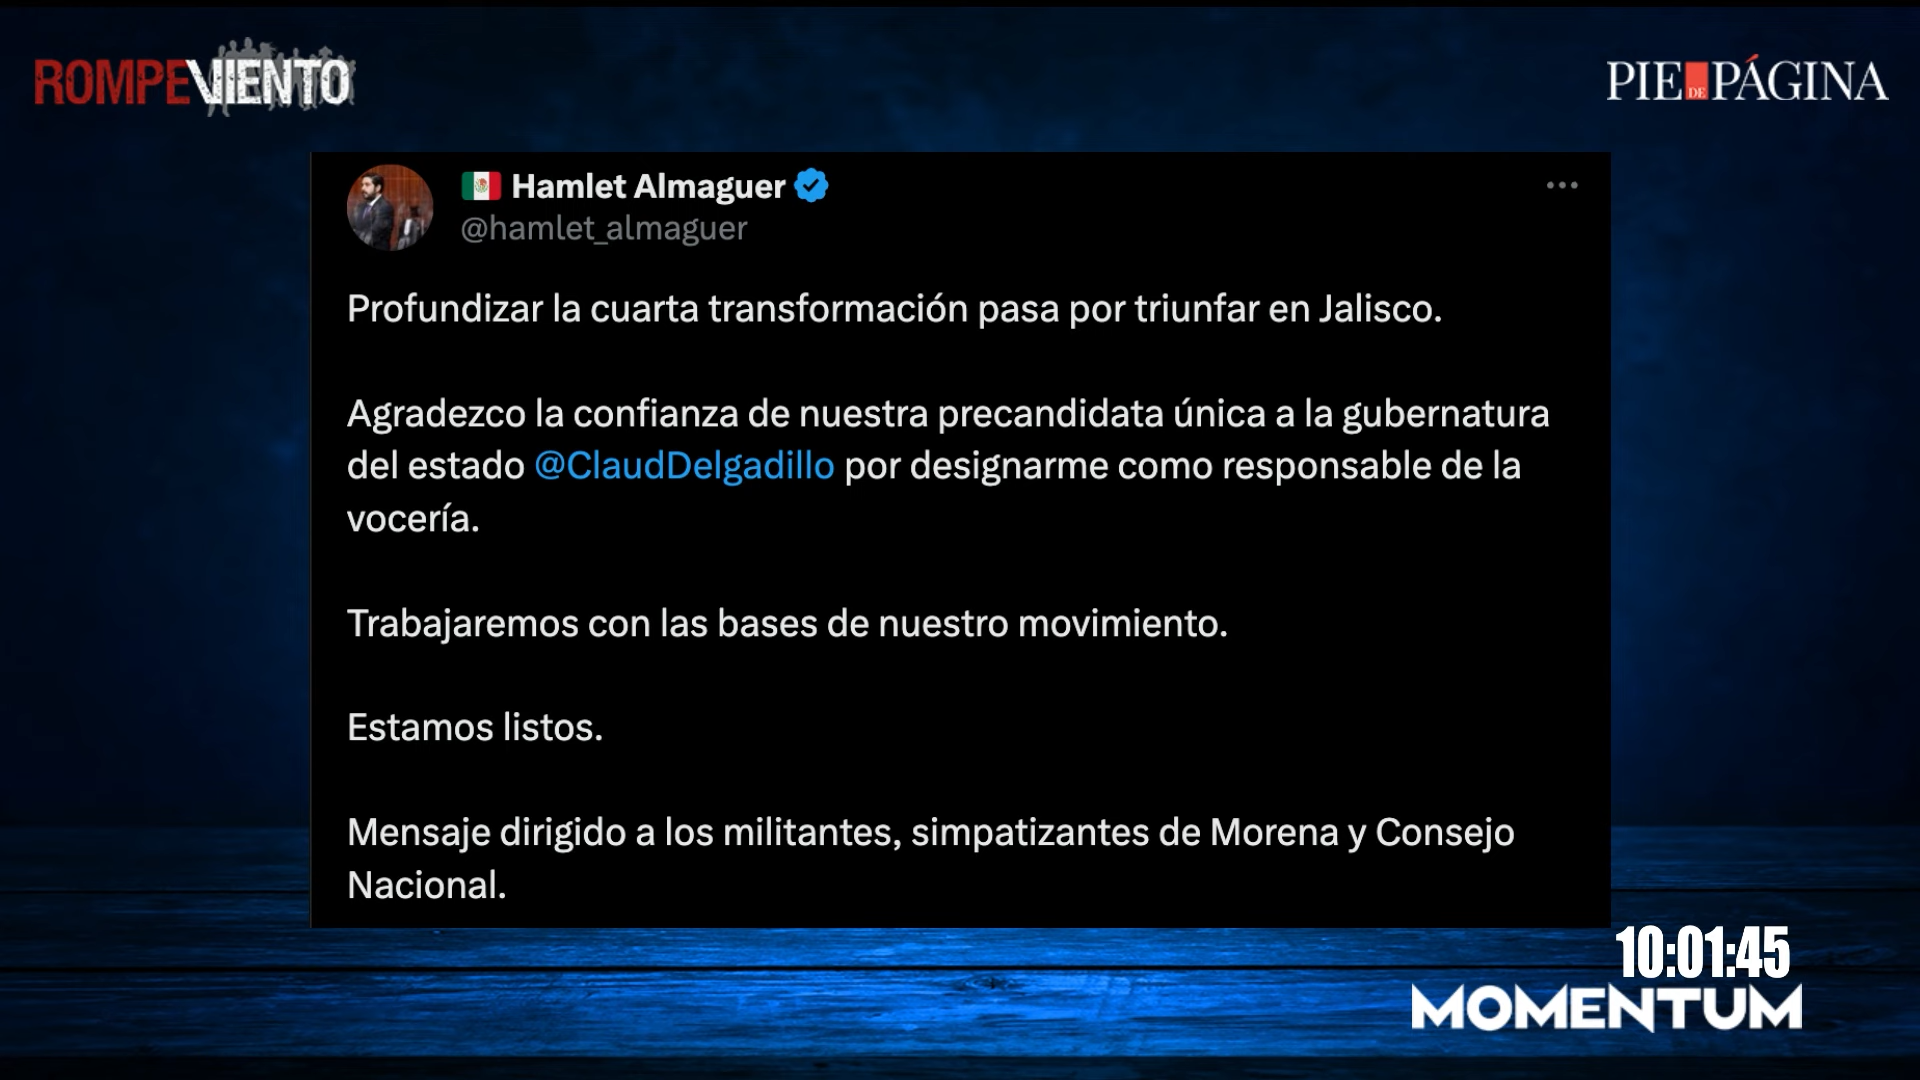 ROMPEVIENTO
PIE DE PÁGINA
Hamlet Almaguer
@hamlet_almaguer
Profundizar la cuarta transformación pasa por triunfar en Jalisco.
Agradezco la confianza de nuestra precandidata única a la gubernatura
del estado @ClaudDelgadillo por designarme como responsable de la
vocería.
Trabajaremos con las bases de nuestro movimiento.
Estamos listos.
Mensaje dirigido a los militantes, simpatizantes de Morena y Consejo
Nacional.
10:01:45
MOMENTUM